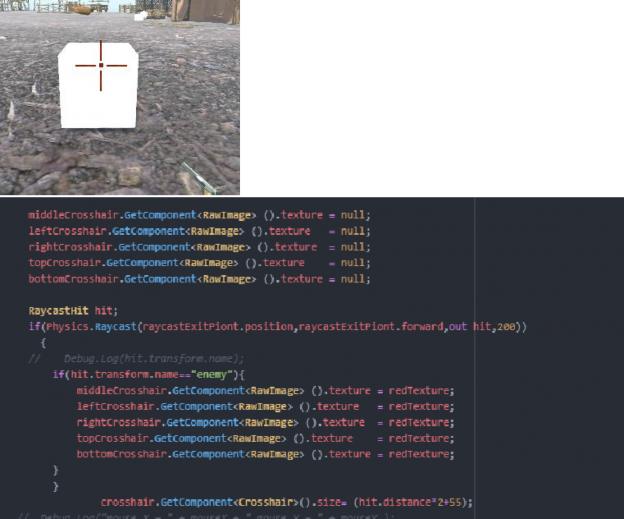 middleCrosshair.GetComponent<RawImage> ().texture = null;
leftCrosshair.GetComponent<RawImage> ().texture   = null;
rightCrosshair.GetComponent<RawImage> ().texture  = null;
topCrosshair.GetComponent<RawImage> ().texture    = null;
bottomCrosshair.GetComponent<RawImage> ().texture = null;
RaycastHit hit;
if(Physics.Raycast(raycastExitPiont.position,raycastExitPiont.forward,out hit,200))
{
//    Debug.Log(hit.transform.name);
if(hit.transform.name=="enemy"){
middleCrosshair.GetComponent<RawImage> ().texture = redTexture;
leftCrosshair.GetComponent<RawImage> ().texture   = redTexture;
rightCrosshair.GetComponent<RawImage> ().texture  = redTexture;
topCrosshair.GetComponent<RawImage> ().texture    = redTexture;
bottomCrosshair.GetComponent<RawImage> ().texture = redTexture;
}
}
crosshair.GetComponent<Crosshair>().size= (hit.distance*2+55);